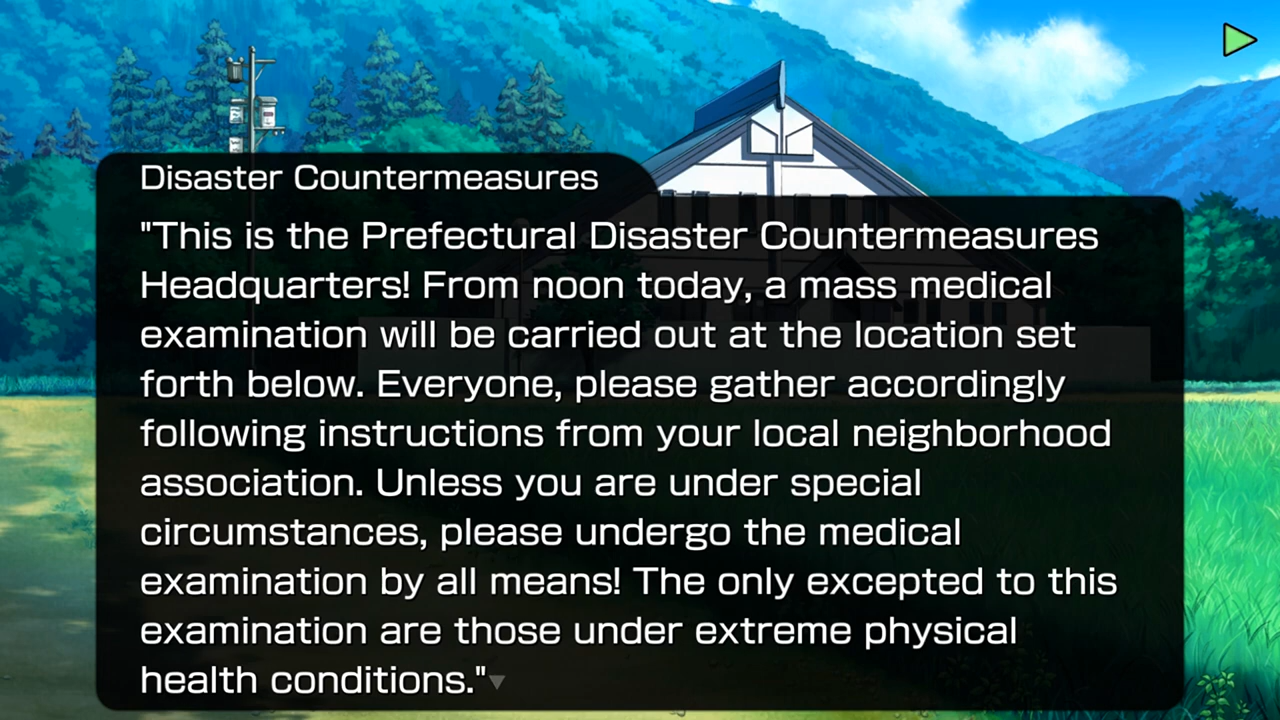 Disaster Countermeasures
"This is the Prefectural Disaster Countermeasures
Headquarters! From noon today, a mass medical
examination will be carried out at the location set
forth below. Everyone, please gather accordingly
following instructions from your local neighborhood
association. Unless you are under special
circumstances, please undergo the medical
examination by all means! The only excepted to this
examination are those under extreme physical
health conditions."